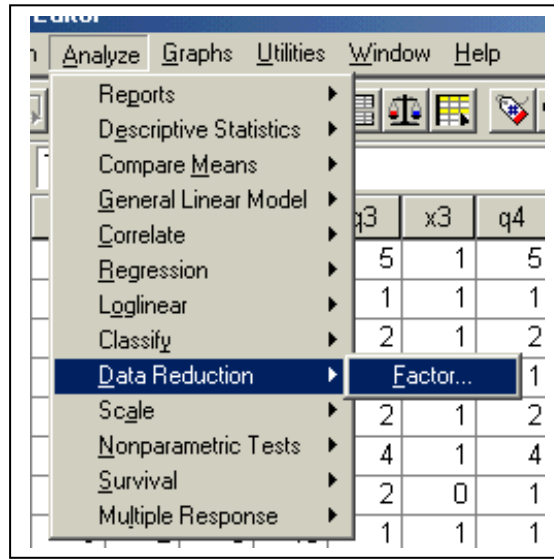 Editor
Analyze Graphs Utilities Window Help
Reports
Descriptive Statistics
Compare Means
General Linear Model
Correlate
Regression
Loglinear
Classify
Data Reduction
Factor...
Scale
Nonparametric Tests
Survival
Multiple Response
q3 x3 q4
5 1 5
1 1 1
2 1 2
1
2 1 2
4 1 4
2 0 1
1 1 1